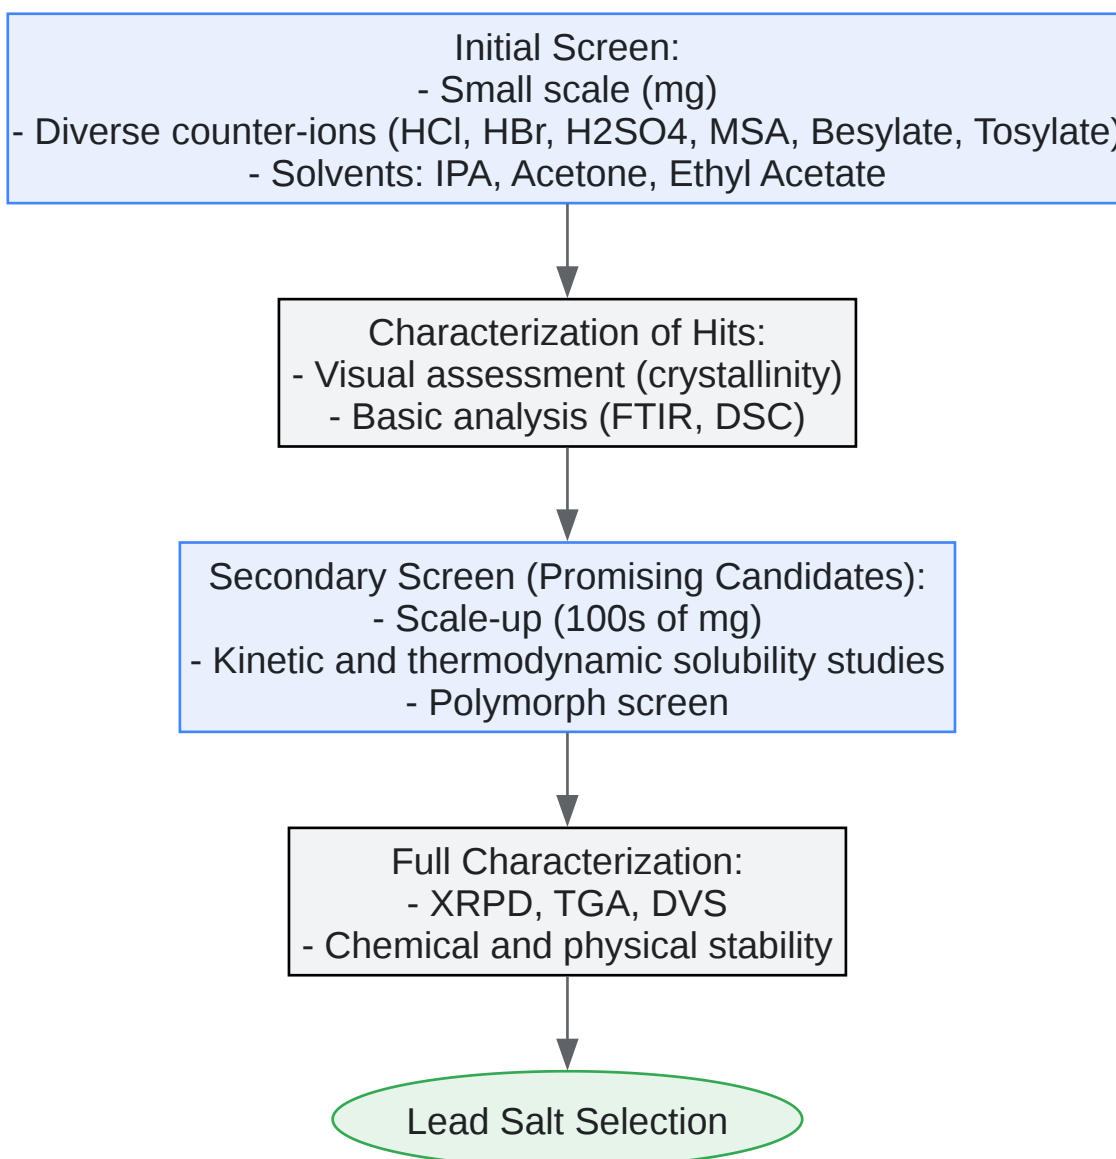 Initial Screen:
- Small scale (mg)
- Diverse counter-ions (HCl, HBr, H2SO4, MSA, Besylate, Tosylate)
- Solvents: IPA, Acetone, Ethyl Acetate
Characterization of Hits:
- Visual assessment (crystallinity)
- Basic analysis (FTIR, DSC)
Secondary Screen (Promising Candidates):
- Scale-up (100s of mg)
- Kinetic and thermodynamic solubility studies
- Polymorph screen
Full Characterization:
- XRPD, TGA, DVS
- Chemical and physical stability
Lead Salt Selection